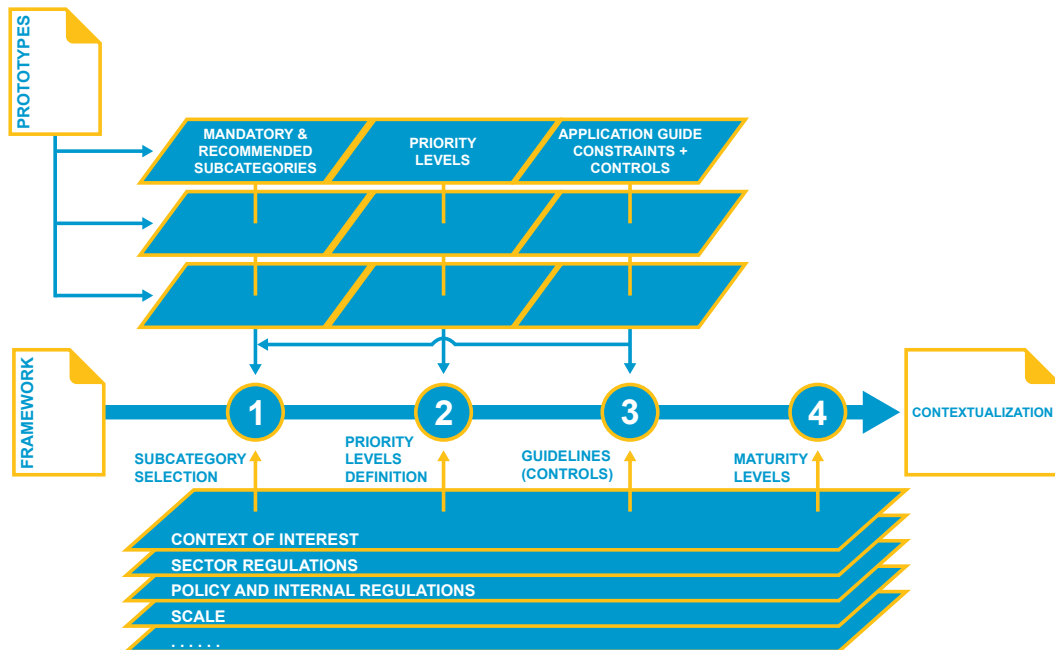 PROTOTYPES
MANDATORY &
RECOMMENDED
SUBCATEGORIES
PRIORITY
LEVELS
APPLICATION GUIDE
CONSTRAINTS +
CONTROLS
FRAMEWORK
1
2
3
4
CONTEXTUALIZATION
SUBCATEGORY
SELECTION
PRIORITY
LEVELS
DEFINITION
GUIDELINES
(CONTROLS)
MATURITY
LEVELS
CONTEXT OF INTEREST
SECTOR REGULATIONS
POLICY AND INTERNAL REGULATIONS
SCALE
. . . . . .